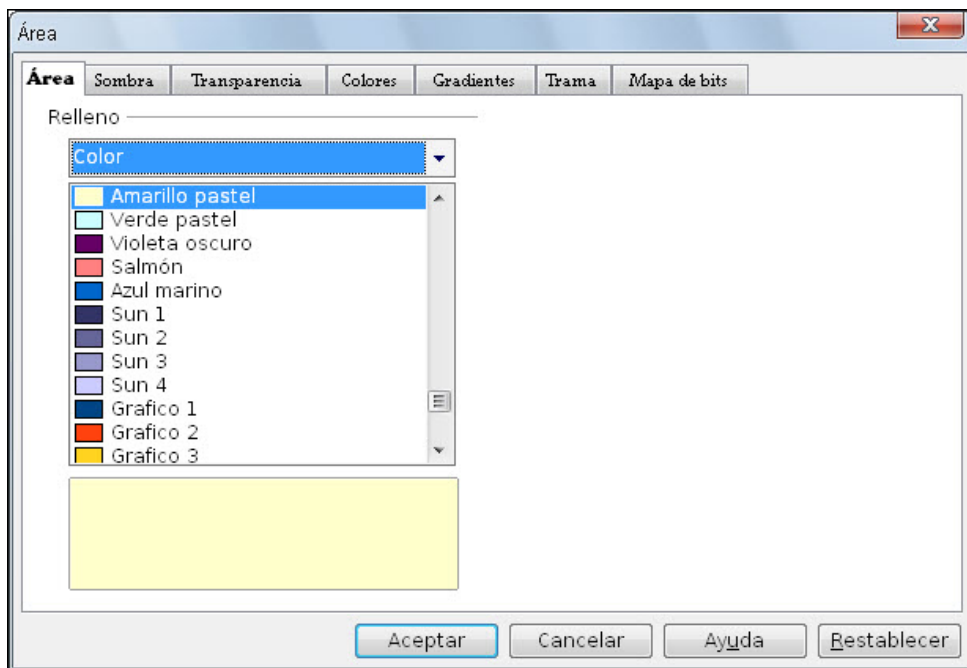 Área
Área Sombra Transparencia Colores Gradientes Trama Mapa de bits
Relleno
Color
Amarillo pastel
Verde pastel
Violeta oscuro
Salmón
Azul marino
Sun 1
Sun 2
Sun 3
Sun 4
Grafico 1
Grafico 2
Grafico 3
Aceptar Cancelar Ayuda Restablecer